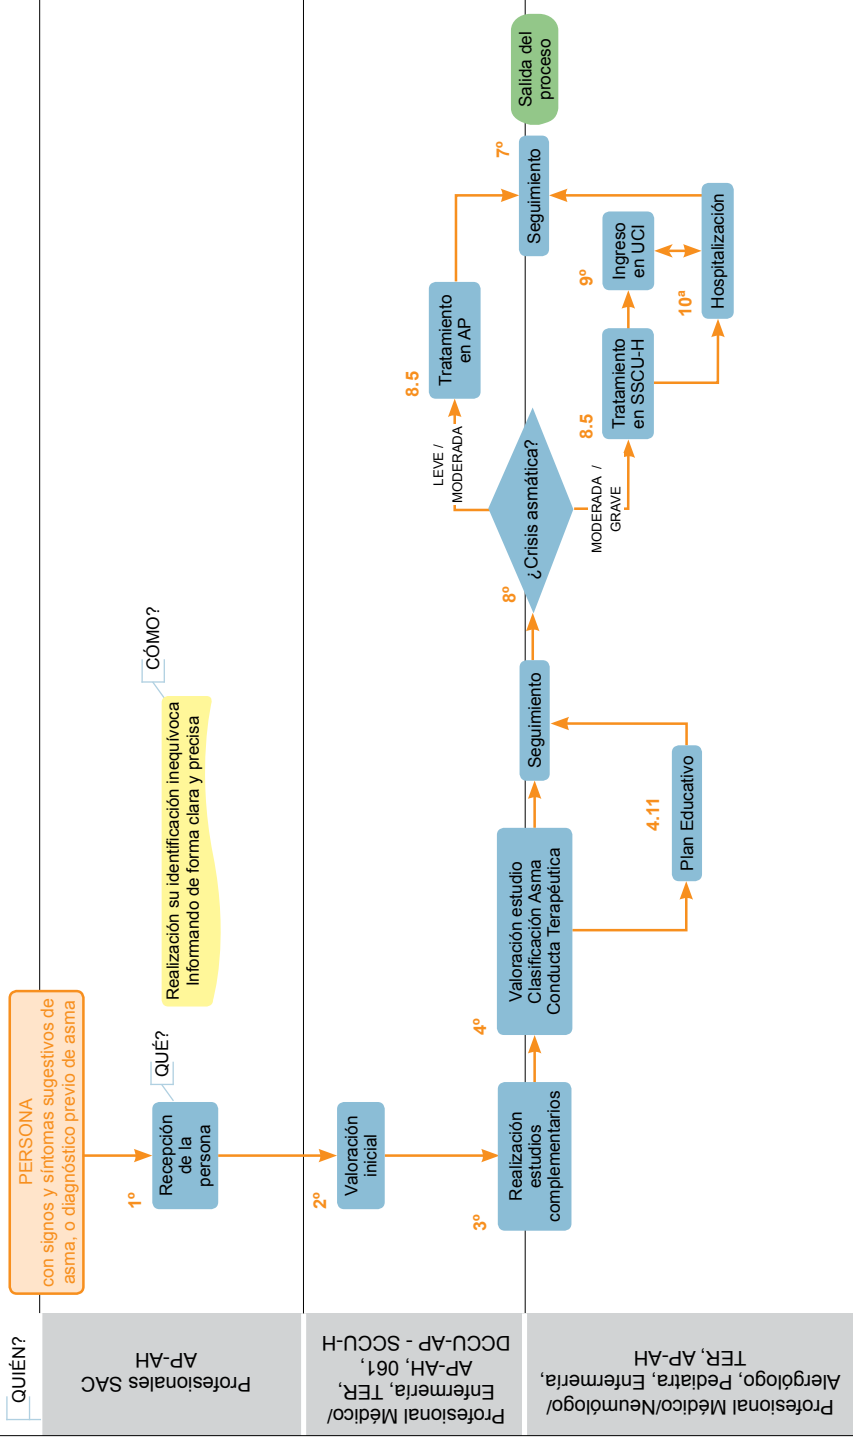 QUIÉN?
PERSONA
con signos y síntomas sugestivos de
asma, o diagnóstico previo de asma
Profesionales SAC
AP-AH
1º
Recepción
de la
persona
QUÉ?
Realización su identificación inequívoca
Informando de forma clara y precisa
CÓMO?
Profesional Médico/
Enfermería, TER,
AP-AH, 061,
DCCU-AP - SCCU-H
2º
Valoración
inicial
Profesional Médico/Neumólogo/
Alergólogo, Pediatra, Enfermería,
TER, AP-AH
3º
Realización
estudios
complementarios
4º
Valoración estudio
Clasificación Asma
Conducta Terapéutica
4.11
Plan Educativo
Seguimiento
8º
¿Crisis asmática?
LEVE /
MODERADA
8.5
Tratamiento
en AP
MODERADA /
GRAVE
8.5
Tratamiento
en SSCU-H
9º
Ingreso
en UCI
10ª
Hospitalización
7º
Seguimiento
Salida del
proceso